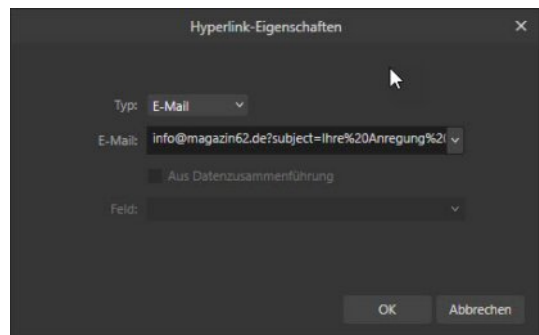 Hyperlink-Eigenschaften
Typ: E-Mail
E-Mail: info@magazin62.de?subject=Ihre%20Anregung%2
Aus Datenzusammenführung
Feld:
OK Abbrechen